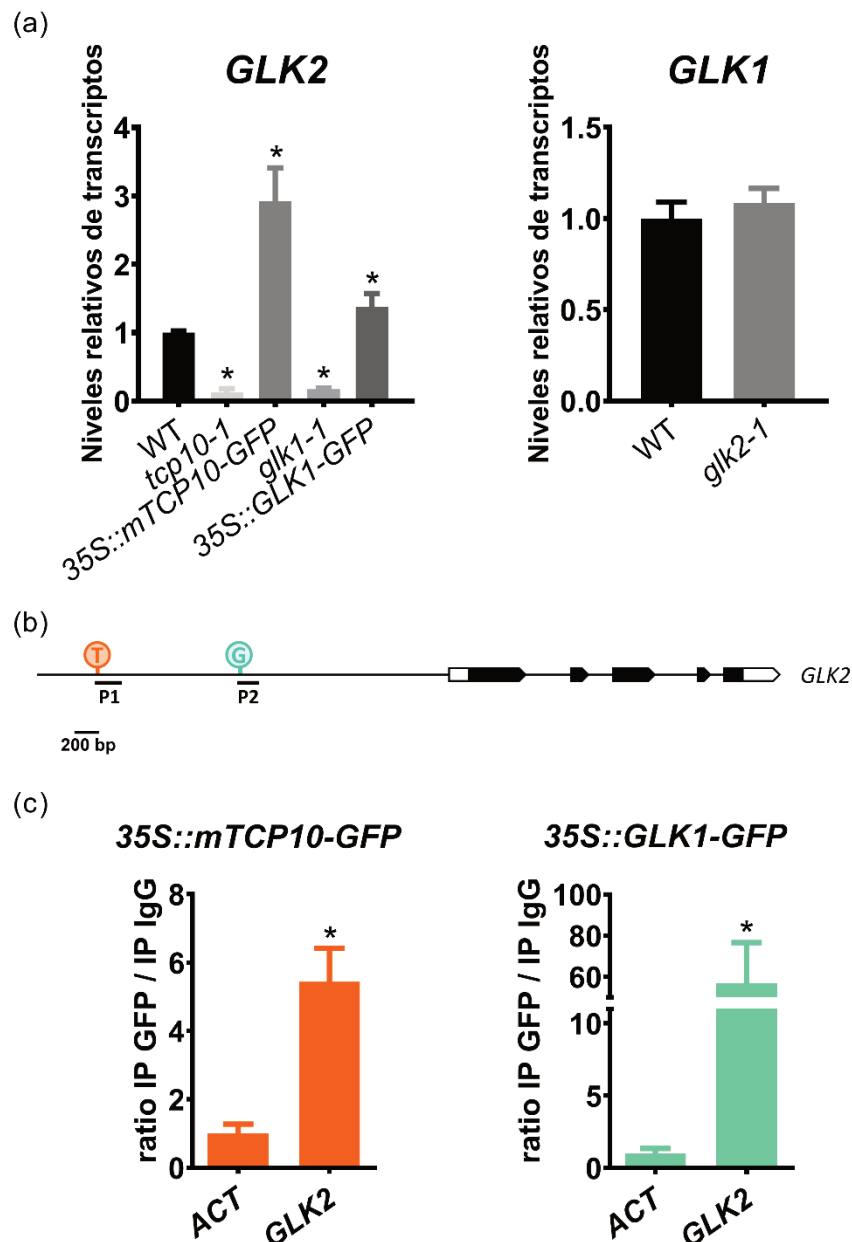 (a)
GLK2
GLK1
Niveles relativos de transcriptos
4
3
2
1
0
*
*
*
*
WT
tcp10-1
35S::mTCP10-GFP
glk1-1
35S::GLK1-GFP
Niveles relativos de transcriptos
1.5
1.0
0.5
0.0
WT
glk2-1
(b)
T
G
P1
P2
GLK2
200 bp
(c)
35S::mTCP10-GFP
35S::GLK1-GFP
ratio IP GFP / IP IgG
8
6
4
2
0
*
ACT
GLK2
ratio IP GFP / IP IgG
100
80
60
10
5
0
*
ACT
GLK2